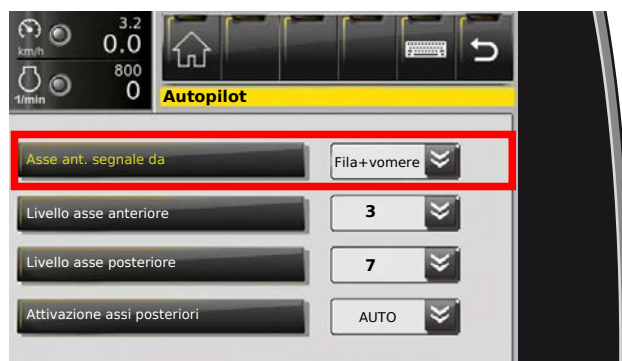 3.2
km/h 0.0
800
1/min 0
Autopilot
Asse ant. segnale da Fila+vomere
Livello asse anteriore 3
Livello asse posteriore 7
Attivazione assi posteriori AUTO